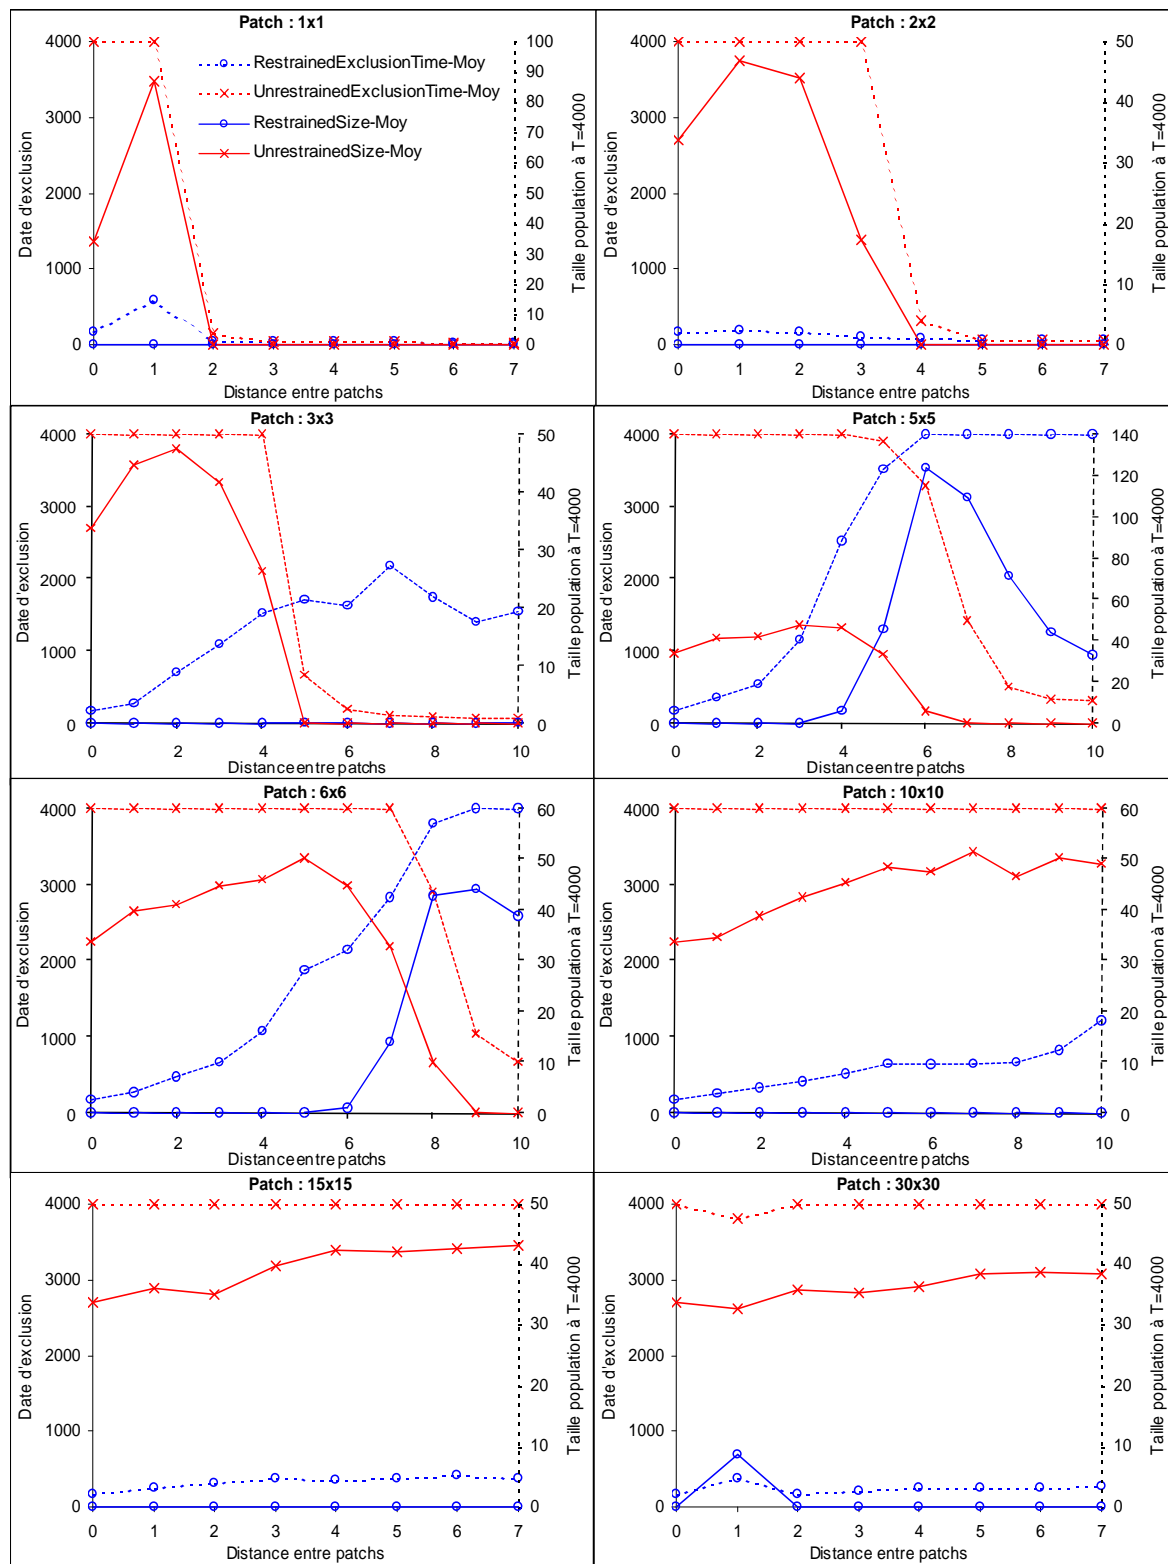 Patch : 1x1
4000
3000
2000
1000
0
Date d'exclusion
RestrainedExclusionTime-Moy
UnrestrainedExclusionTime-Moy
RestrainedSize-Moy
UnrestrainedSize-Moy
100
90
80
70
60
50
40
30
20
10
0
Taille population à T=4000
0 1 2 3 4 5 6 7
Distance entre patchs
Patch : 2x2
4000
3000
2000
1000
0
Date d'exclusion
50
40
30
20
10
0
Taille population à T=4000
0 1 2 3 4 5 6 7
Distance entre patchs
Patch : 3x3
4000
3000
2000
1000
0
Date d'exclusion
50
40
30
20
10
0
Taille population à T=4000
0 2 4 6 8 10
Distance entre patchs
Patch : 5x5
4000
3000
2000
1000
0
Date d'exclusion
140
120
100
80
60
40
20
0
Taille population à T=4000
0 2 4 6 8 10
Distance entre patchs
Patch : 6x6
4000
3000
2000
1000
0
Date d'exclusion
60
50
40
30
20
10
0
Taille population à T=4000
0 2 4 6 8 10
Distance entre patchs
Patch : 10x10
4000
3000
2000
1000
0
Date d'exclusion
60
50
40
30
20
10
0
Taille population à T=4000
0 2 4 6 8 10
Distance entre patchs
Patch : 15x15
4000
3000
2000
1000
0
Date d'exclusion
50
40
30
20
10
0
Taille population à T=4000
0 1 2 3 4 5 6 7
Distance entre patchs
Patch : 30x30
4000
3000
2000
1000
0
Date d'exclusion
50
40
30
20
10
0
Taille population à T=4000
0 1 2 3 4 5 6 7
Distance entre patchs